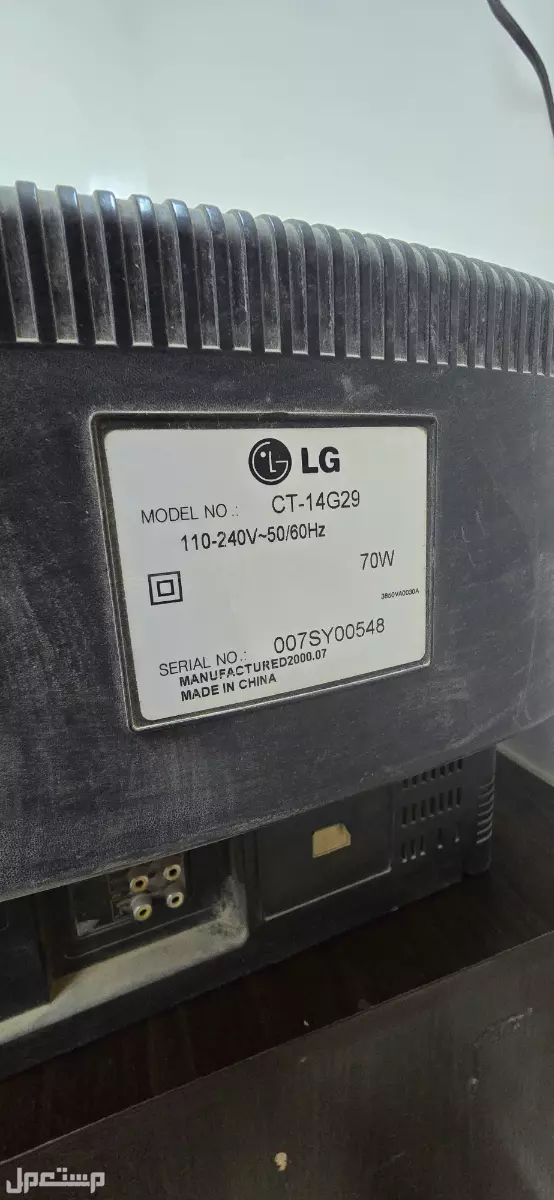 LG
MODEL NO.: CT-14G29
110-240V~50/60Hz
70W
3860VA0030A
SERIAL NO.: 007SY00548
MANUFACTURED2000.07
MADE IN CHINA
مستعمل